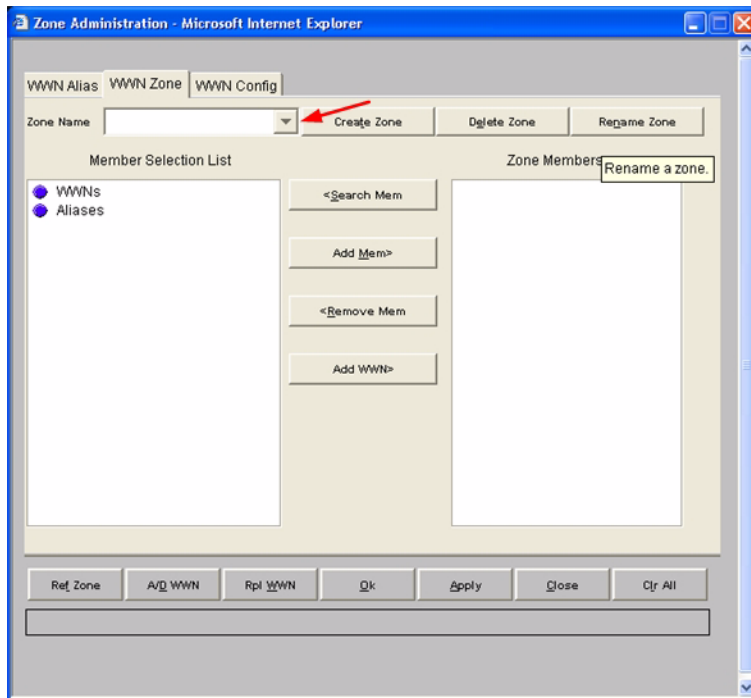 Zone Administration - Microsoft Internet Explorer
WWN Alias WWN Zone WWN Config
Zone Name Create Zone Delete Zone Rename Zone
Member Selection List Zone Members
Rename a zone.
WWNs
Aliases
<Search Mem
Add Mem>
<Remove Mem
Add WWN>
Ref Zone A/D WWN Rpl WWN Ok Apply Close Clr All